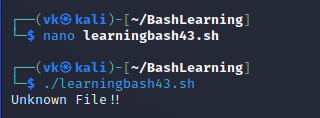 ┌──(vk㉿kali)-[~/BashLearning]
└─$ nano learningbash43.sh
┌──(vk㉿kali)-[~/BashLearning]
└─$ ./learningbash43.sh
Unknown File!!